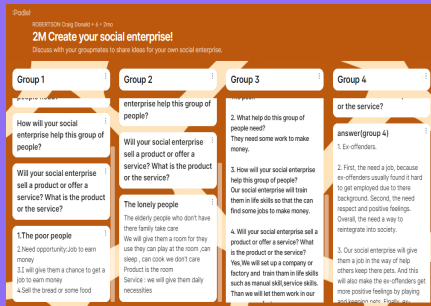 :Padlet
ROBERTSON Craig Donald + 6 • 2mo
2M Create your social enterprise!
Discuss with your groupmates to share ideas for your own social enterprise.
Group 1
How will your social
enterprise help this group of
people?
Will your social enterprise
sell a product or offer a
service? What is the product
or the service?
1.The poor people
2.Need opportunity:Job to earn
money
3.I will give them a chance to get a
job to earn money
4.Sell the bread or some food
Group 2
enterprise help this group of
people?
Will your social enterprise
sell a product or offer a
service? What is the product
or the service?
The lonely people
The elderly people who don't have
there family take care
We will give them a room for they
use they can play at the room ,can
sleep , can cook we don't care
Product is the room
Service : we will give them daily
necessities
Group 3
2. What help do this group of
people need?
They need some work to make
money.
3. How will your social enterprise
help this group of people?
Our social enterprise will train
them in life skills so that the can
find some jobs to make money.
4. Will your social enterprise sell a
product or offer a service? What
is the product or the service?
Yes,We will set up a company or
factory and train them in life skills
such as manual skill,service skills.
Than we will let them work in our
Group 4
or the service?
answer(group 4)
1. Ex-offenders.
2. First, the need a job, because
ex-offenders usually found it hard
to get employed due to there
background. Second, the need
respect and positive feelings.
Overall, the need a way to
reintegrate into society.
3. Our social enterprise will give
them a job in the way of help
others keep there pets. And this
will also make the ex-offenders get
more positive feelings by playing